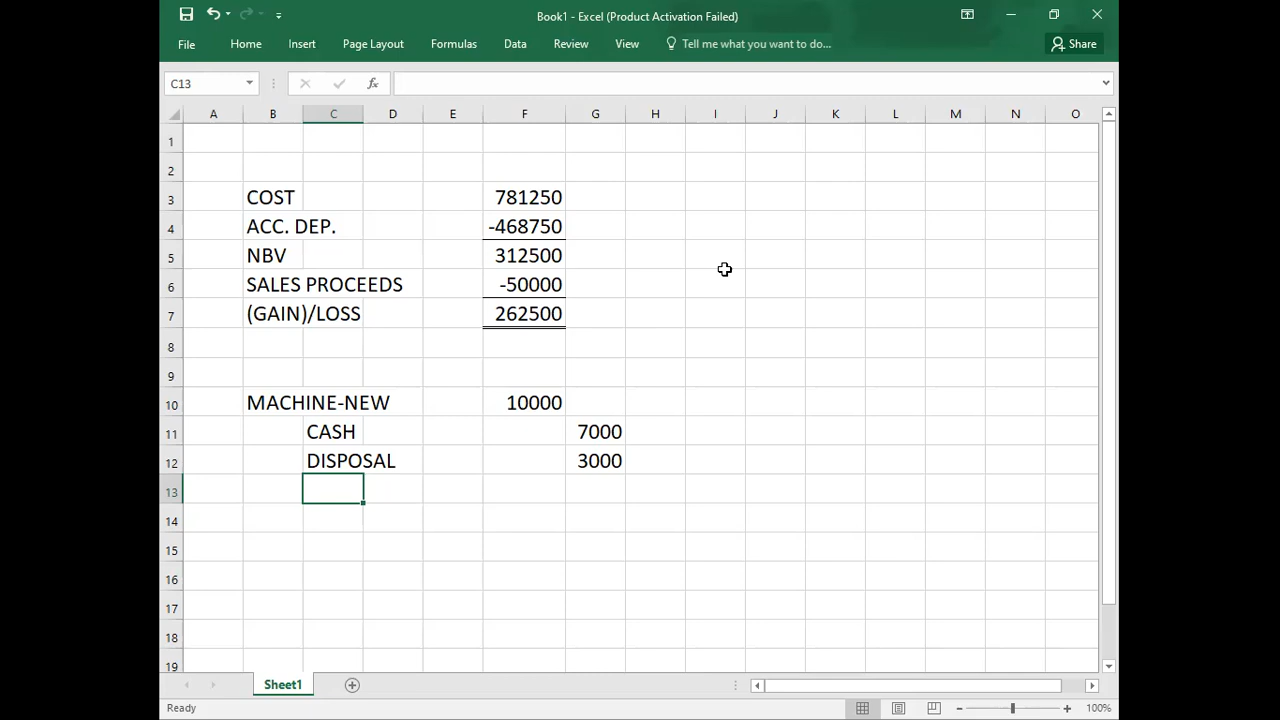 Book1 - Excel (Product Activation Failed)
File Home Insert Page Layout Formulas Data Review View Tell me what you want to do... Share
C13 fx
A B C D E F G H I J K L M N O
1
2
3 COST 781250
4 ACC. DEP. -468750
5 NBV 312500
6 SALES PROCEEDS -50000
7 (GAIN)/LOSS 262500
8
9
10 MACHINE-NEW 10000
11 CASH 7000
12 DISPOSAL 3000
13
14
15
16
17
18
19
Sheet1
Ready 100%